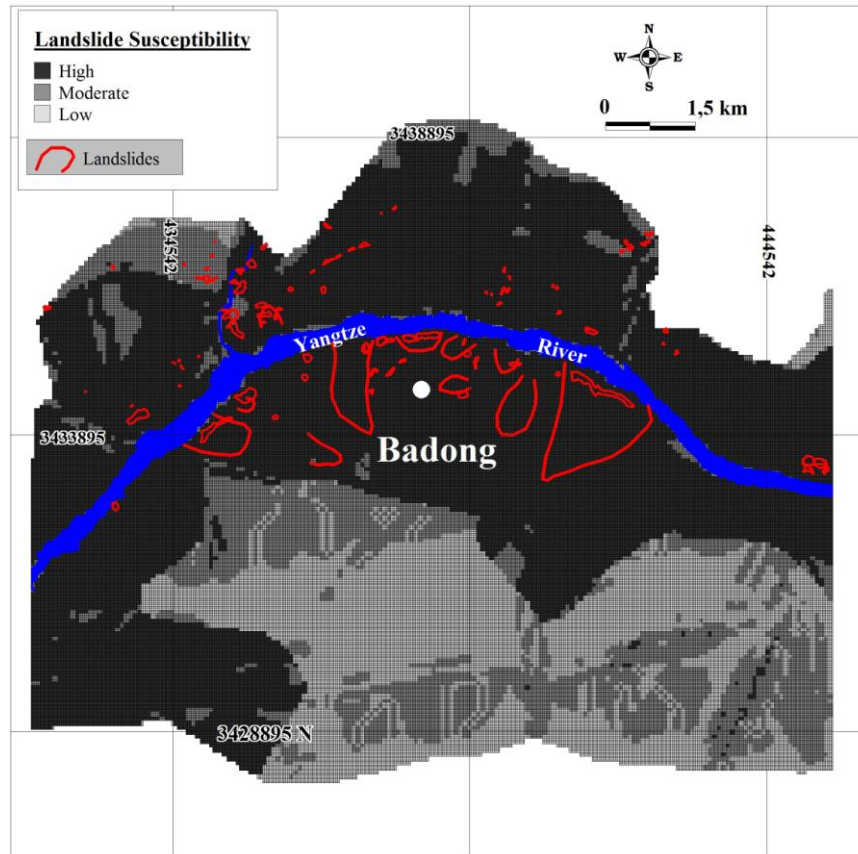 Landslide Susceptibility
High
Moderate
Low
Landslides
N
W E
S
0 1,5 km
3438895
434542
444542
Yangtze
River
3433895
Badong
3428895 N